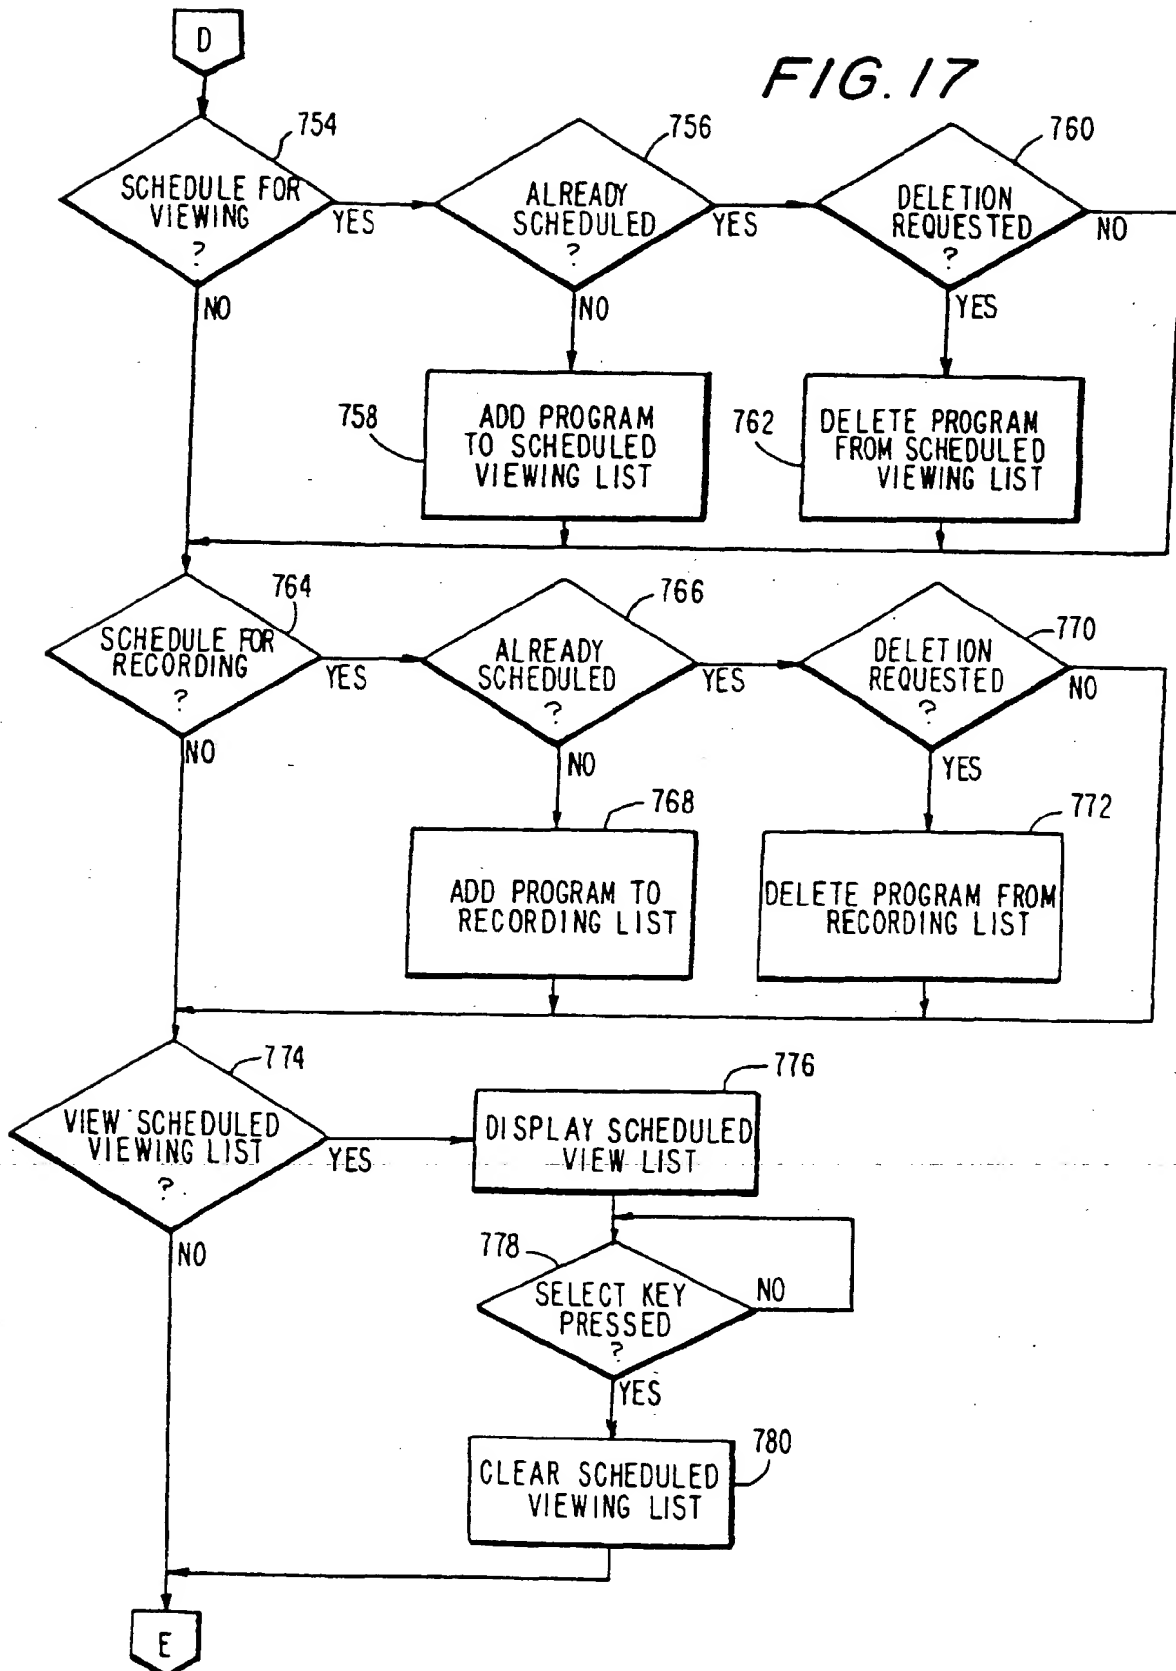 D
FIG. 17
754
SCHEDULE FOR
VIEWING
?
YES
NO
756
ALREADY
SCHEDULED
?
YES
NO
760
DELETION
REQUESTED
?
NO
YES
758
ADD PROGRAM
TO SCHEDULED
VIEWING LIST
762
DELETE PROGRAM
FROM SCHEDULED
VIEWING LIST
764
SCHEDULE FOR
RECORDING
?
YES
NO
766
ALREADY
SCHEDULED
?
YES
NO
770
DELETION
REQUESTED
?
NO
YES
768
ADD PROGRAM TO
RECORDING LIST
772
DELETE PROGRAM FROM
RECORDING LIST
774
VIEW SCHEDULED
VIEWING LIST
?
YES
NO
776
DISPLAY SCHEDULED
VIEW LIST
778
SELECT KEY
PRESSED
?
NO
YES
780
CLEAR SCHEDULED
VIEWING LIST
E